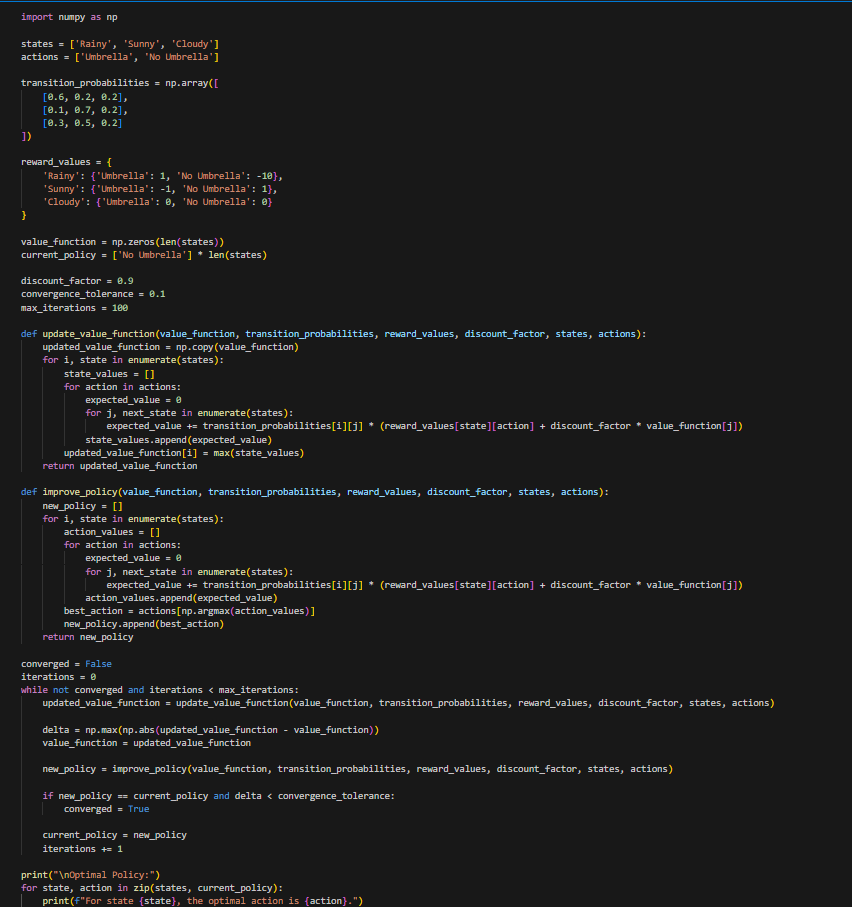 import numpy as np
states = ['Rainy', 'Sunny', 'Cloudy']
actions = ['Umbrella', 'No Umbrella']
transition_probabilities = np.array([
    [0.6, 0.2, 0.2],
    [0.1, 0.7, 0.2],
    [0.3, 0.5, 0.2]
])
reward_values = {
    'Rainy': {'Umbrella': 1, 'No Umbrella': -10},
    'Sunny': {'Umbrella': -1, 'No Umbrella': 1},
    'Cloudy': {'Umbrella': 0, 'No Umbrella': 0}
}
value_function = np.zeros(len(states))
current_policy = ['No Umbrella'] * len(states)
discount_factor = 0.9
convergence_tolerance = 0.1
max_iterations = 100
def update_value_function(value_function, transition_probabilities, reward_values, discount_factor, states, actions):
    updated_value_function = np.copy(value_function)
    for i, state in enumerate(states):
        state_values = []
        for action in actions:
            expected_value = 0
            for j, next_state in enumerate(states):
                expected_value += transition_probabilities[i][j] * (reward_values[state][action] + discount_factor * value_function[j])
            state_values.append(expected_value)
        updated_value_function[i] = max(state_values)
    return updated_value_function
def improve_policy(value_function, transition_probabilities, reward_values, discount_factor, states, actions):
    new_policy = []
    for i, state in enumerate(states):
        action_values = []
        for action in actions:
            expected_value = 0
            for j, next_state in enumerate(states):
                expected_value += transition_probabilities[i][j] * (reward_values[state][action] + discount_factor * value_function[j])
            action_values.append(expected_value)
        best_action = actions[np.argmax(action_values)]
        new_policy.append(best_action)
    return new_policy
converged = False
iterations = 0
while not converged and iterations < max_iterations:
    updated_value_function = update_value_function(value_function, transition_probabilities, reward_values, discount_factor, states, actions)
    delta = np.max(np.abs(updated_value_function - value_function))
    value_function = updated_value_function
    new_policy = improve_policy(value_function, transition_probabilities, reward_values, discount_factor, states, actions)
    if new_policy == current_policy and delta < convergence_tolerance:
        converged = True
    current_policy = new_policy
    iterations += 1
print("\nOptimal Policy:")
for state, action in zip(states, current_policy):
    print(f"For state {state}, the optimal action is {action}.")